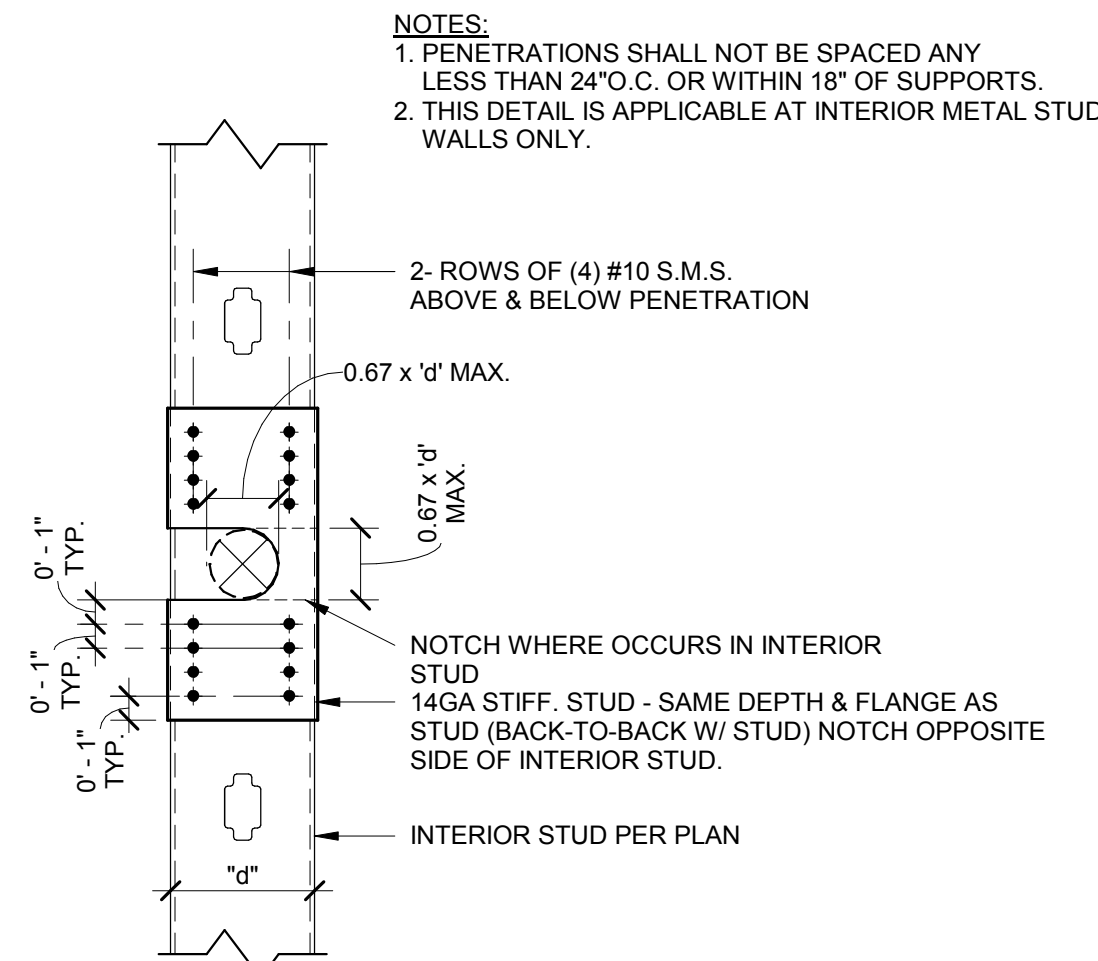 NOTES:
1. PENETRATIONS SHALL NOT BE SPACED ANY
LESS THAN 24"O.C. OR WITHIN 18" OF SUPPORTS.
2. THIS DETAIL IS APPLICABLE AT INTERIOR METAL STUD
WALLS ONLY.
2- ROWS OF (4) #10 S.M.S.
ABOVE & BELOW PENETRATION
0.67 x 'd' MAX.
0.67 x 'd'
MAX.
0' - 1"
TYP.
0' - 1"
TYP.
0' - 1"
TYP.
NOTCH WHERE OCCURS IN INTERIOR
STUD
14GA STIFF. STUD - SAME DEPTH & FLANGE AS
STUD (BACK-TO-BACK W/ STUD) NOTCH OPPOSITE
SIDE OF INTERIOR STUD.
INTERIOR STUD PER PLAN
"d"